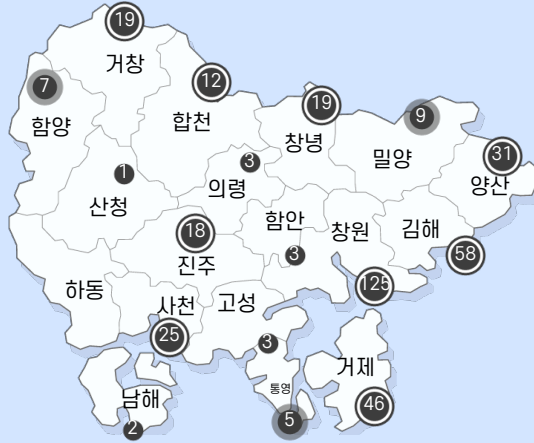 19
거창
7
함양
12
합천
19
창녕
9
밀양
31
양산
1
산청
3
의령
18
진주
함안
3
창원
김해
58
125
하동
사천
25
고성
3
통영
5
거제
46
남해
2